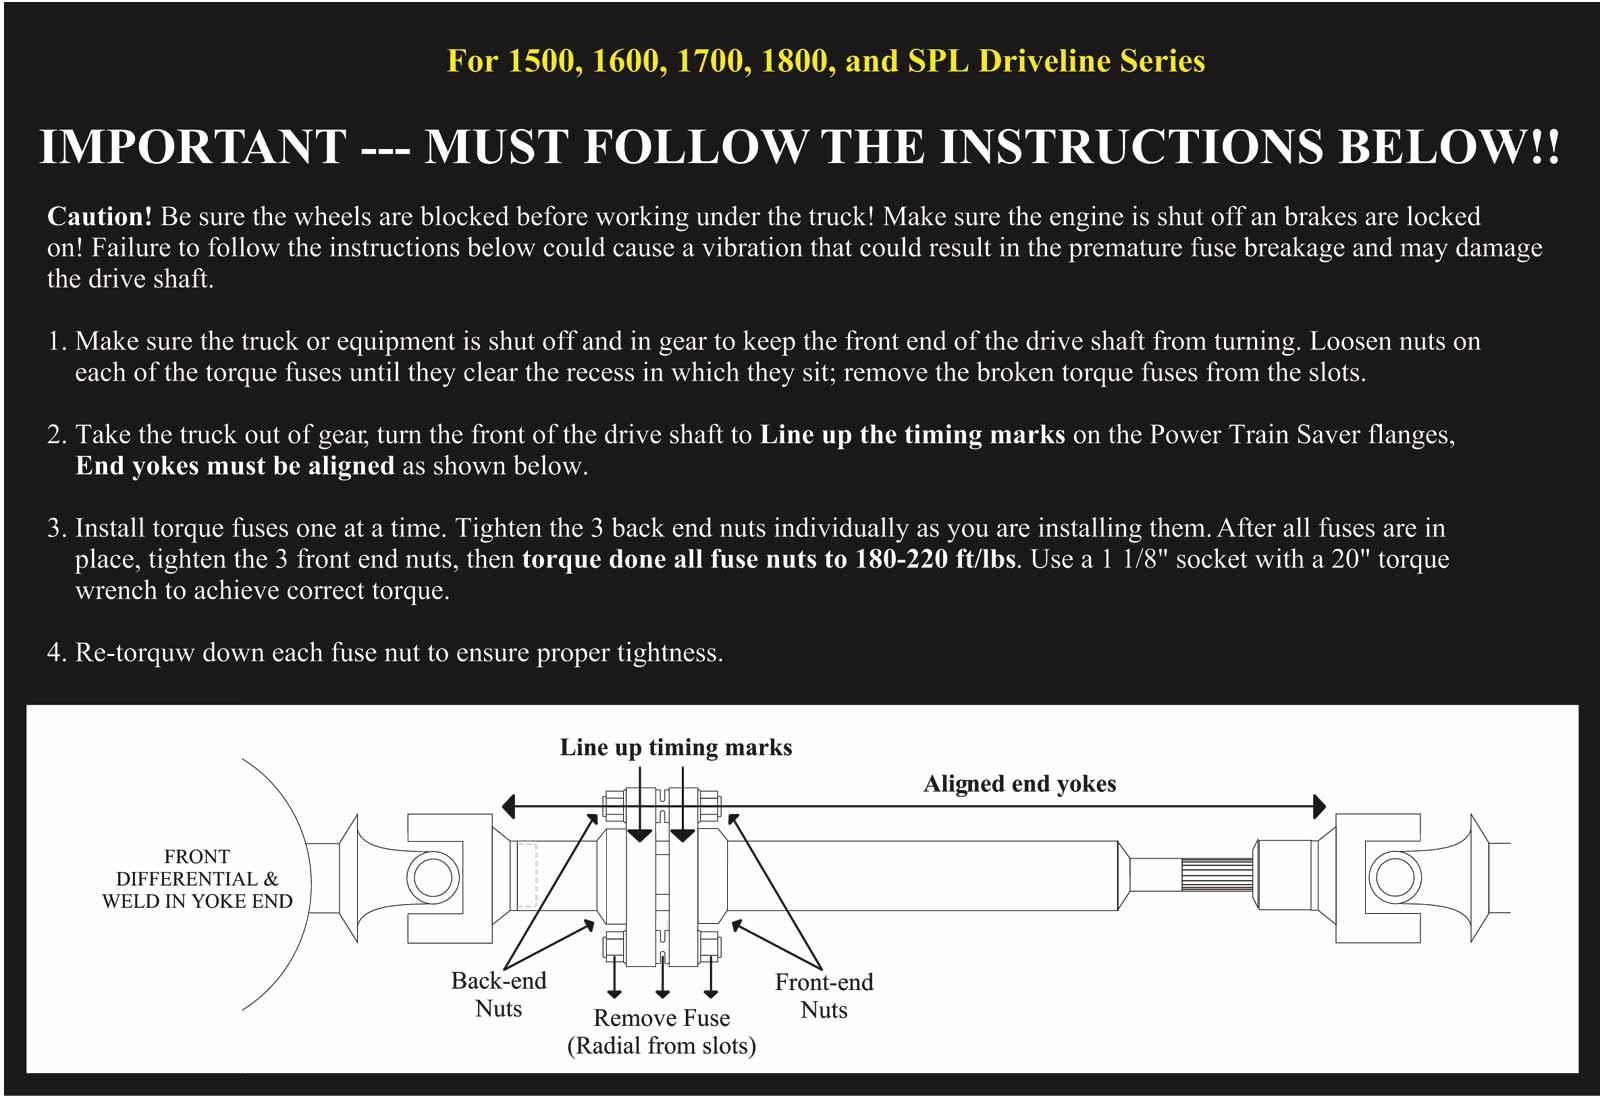 For 1500, 1600, 1700, 1800, and SPL Driveline Series
IMPORTANT --- MUST FOLLOW THE INSTRUCTIONS BELOW!!
Caution! Be sure the wheels are blocked before working under the truck! Make sure the engine is shut off an brakes are locked
on! Failure to follow the instructions below could cause a vibration that could result in the premature fuse breakage and may damage
the drive shaft.
1. Make sure the truck or equipment is shut off and in gear to keep the front end of the drive shaft from turning. Loosen nuts on
each of the torque fuses until they clear the recess in which they sit; remove the broken torque fuses from the slots.
2. Take the truck out of gear, turn the front of the drive shaft to Line up the timing marks on the Power Train Saver flanges,
End yokes must be aligned as shown below.
3. Install torque fuses one at a time. Tighten the 3 back end nuts individually as you are installing them. After all fuses are in
place, tighten the 3 front end nuts, then torque done all fuse nuts to 180-220 ft/lbs. Use a 1 1/8" socket with a 20" torque
wrench to achieve correct torque.
4. Re-torquw down each fuse nut to ensure proper tightness.
Line up timing marks
Aligned end yokes
FRONT
DIFFERENTIAL &
WELD IN YOKE END
Back-end
Nuts
Remove Fuse
(Radial from slots)
Front-end
Nuts